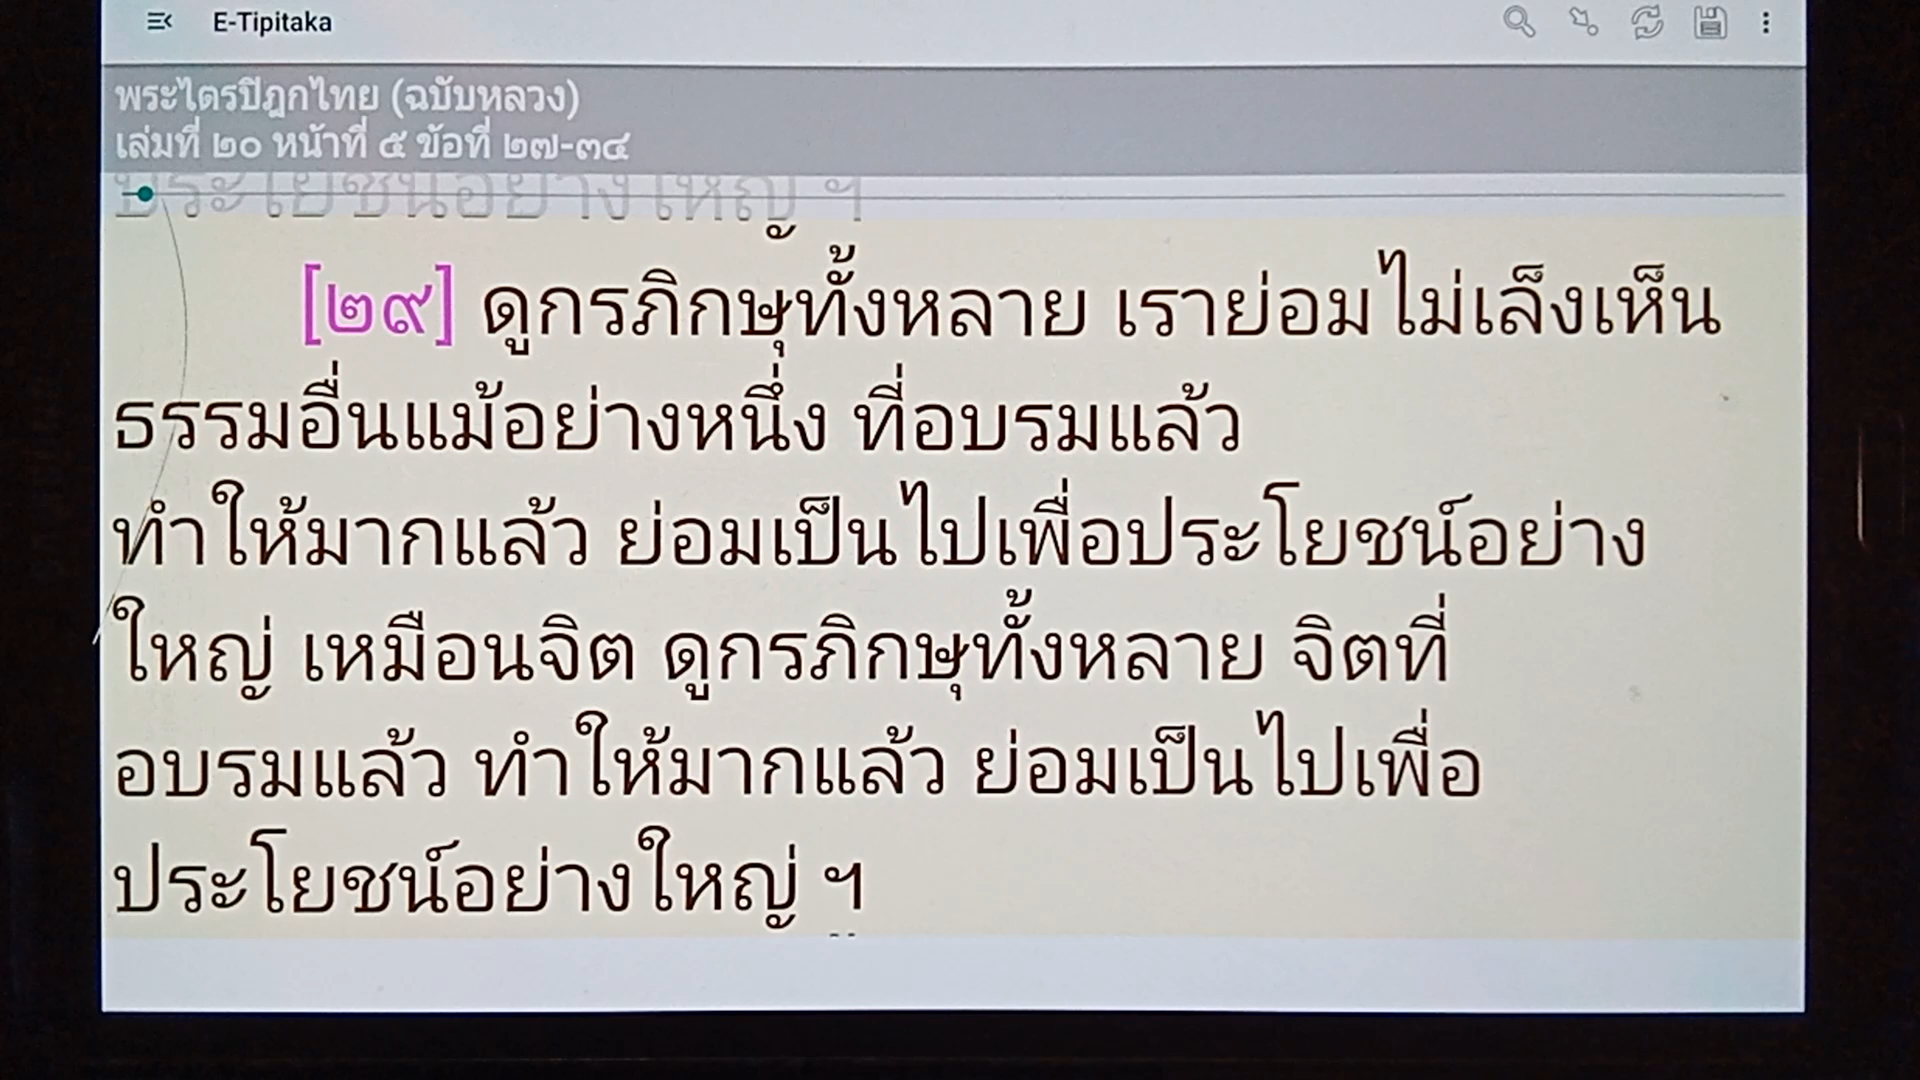 E-Tipitaka
พระไตรปิฎกไทย (ฉบับหลวง)
เล่มที่ ๒๐ หน้าที่ ๕ ข้อที่ ๒๗-๓๔
ประโยชน์อย่างใหญ่ ฯ
[๒๙] ดูกรภิกษุทั้งหลาย เราย่อมไม่เล็งเห็น
ธรรมอื่นแม้อย่างหนึ่ง ที่อบรมแล้ว
ทำให้มากแล้ว ย่อมเป็นไปเพื่อประโยชน์อย่าง
ใหญ่ เหมือนจิต ดูกรภิกษุทั้งหลาย จิตที่
อบรมแล้ว ทำให้มากแล้ว ย่อมเป็นไปเพื่อ
ประโยชน์อย่างใหญ่ ฯ